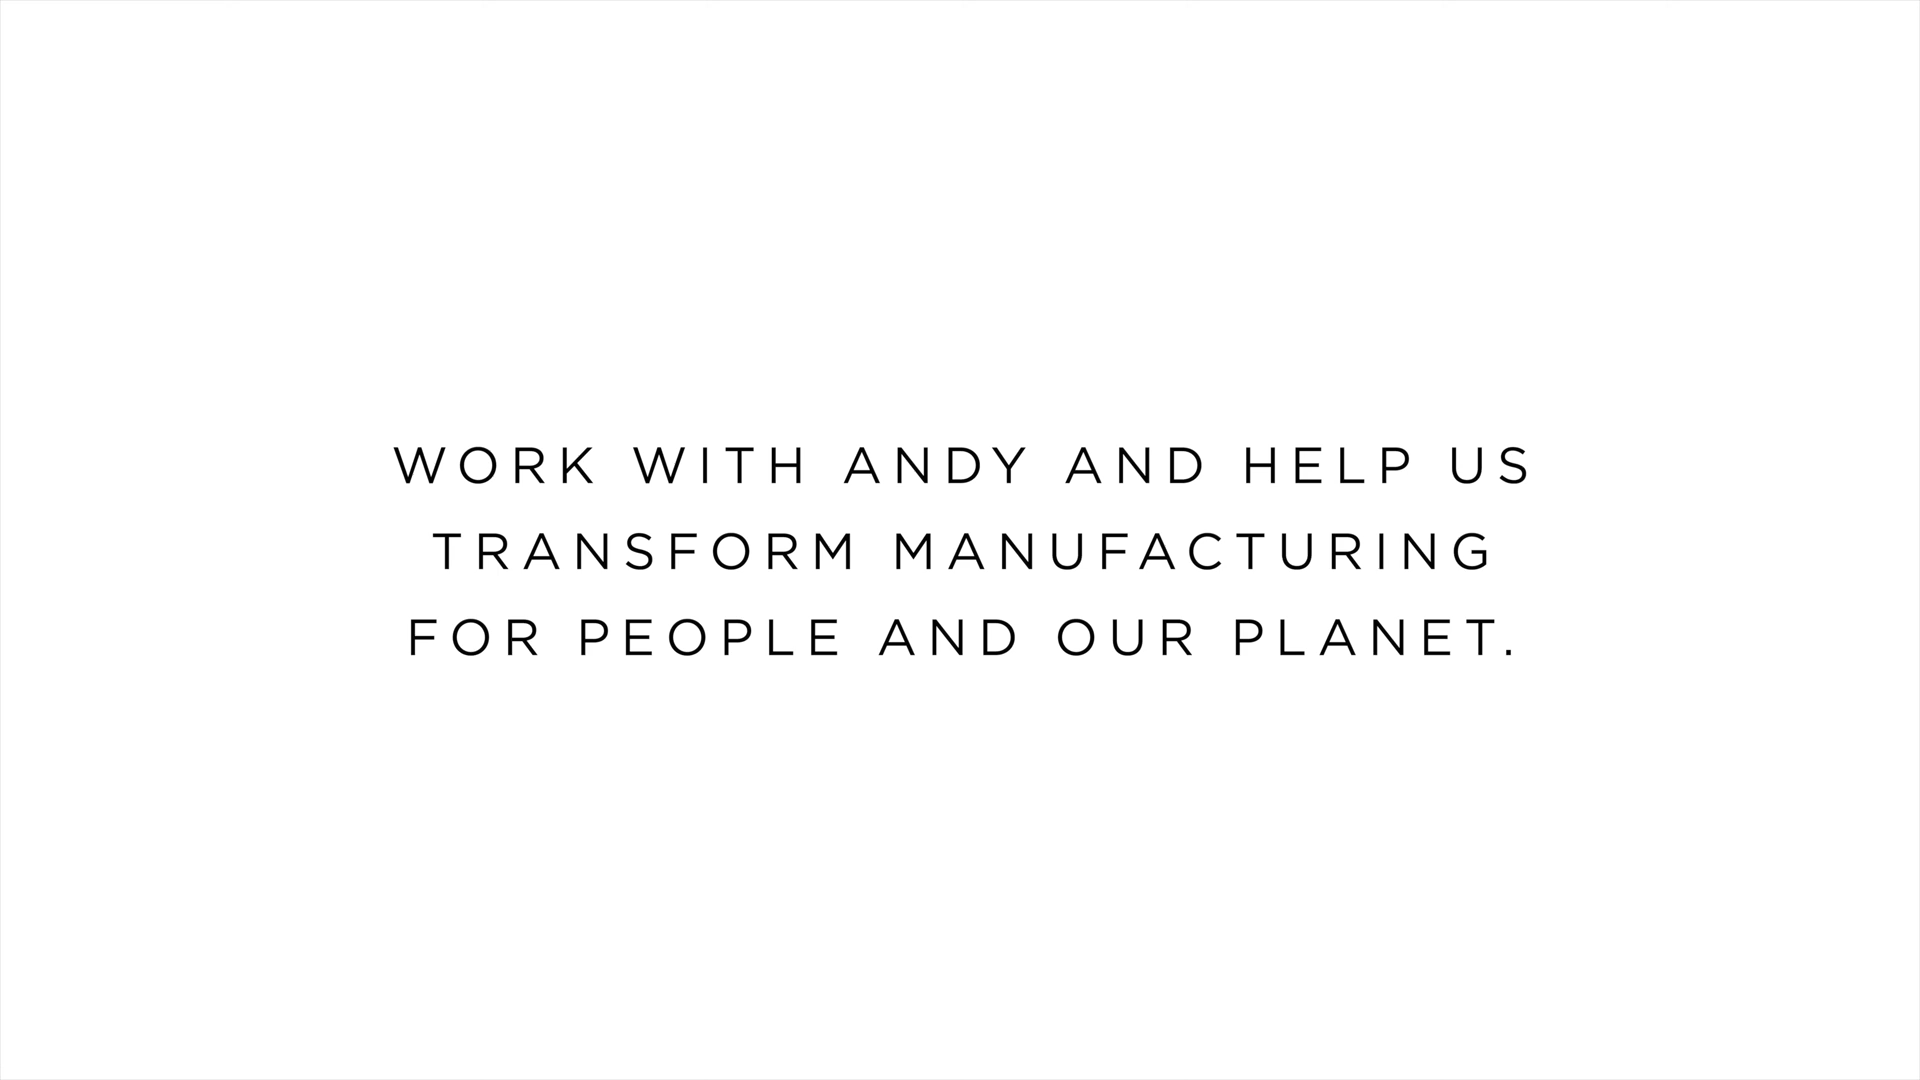 WORK WITH ANDY AND HELP US
TRANSFORM MANUFACTURING
FOR PEOPLE AND OUR PLANET.